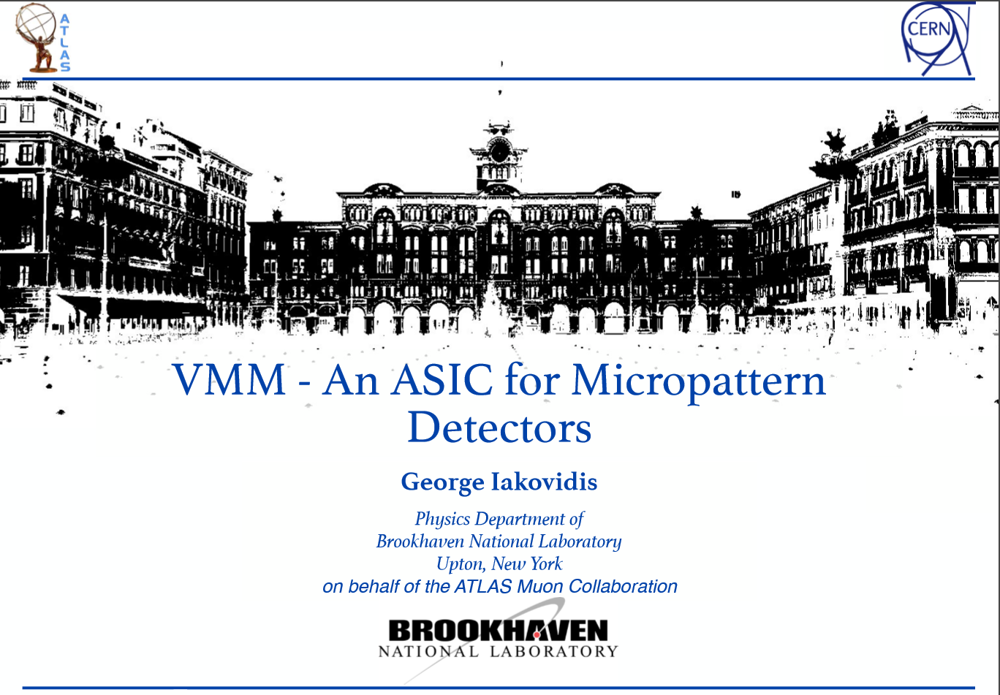 ATLAS
CERN
VMM - An ASIC for Micropattern
Detectors
George Iakovidis
Physics Department of
Brookhaven National Laboratory
Upton, New York
on behalf of the ATLAS Muon Collaboration
BROOKHAVEN
NATIONAL LABORATORY